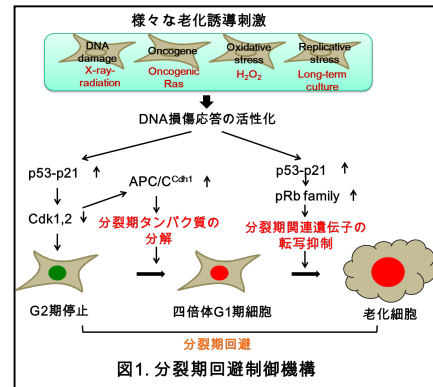 様々な老化誘導刺激
DNA
damage
X-ray-
radiation
Oncogene
Oncogenic
Ras
Oxidative
stress
H₂O₂
Replicative
stress
Long-term
culture
DNA損傷応答の活性化
p53-p21 ↑
Cdk1,2 ↓
APC/C^Cdh1 ↑
分裂期タンパク質の
分解
p53-p21 ↑
pRb family ↑
分裂期関連遺伝子の
転写抑制
G2期停止
四倍体G1期細胞
老化細胞
分裂期回避
図1. 分裂期回避制御機構